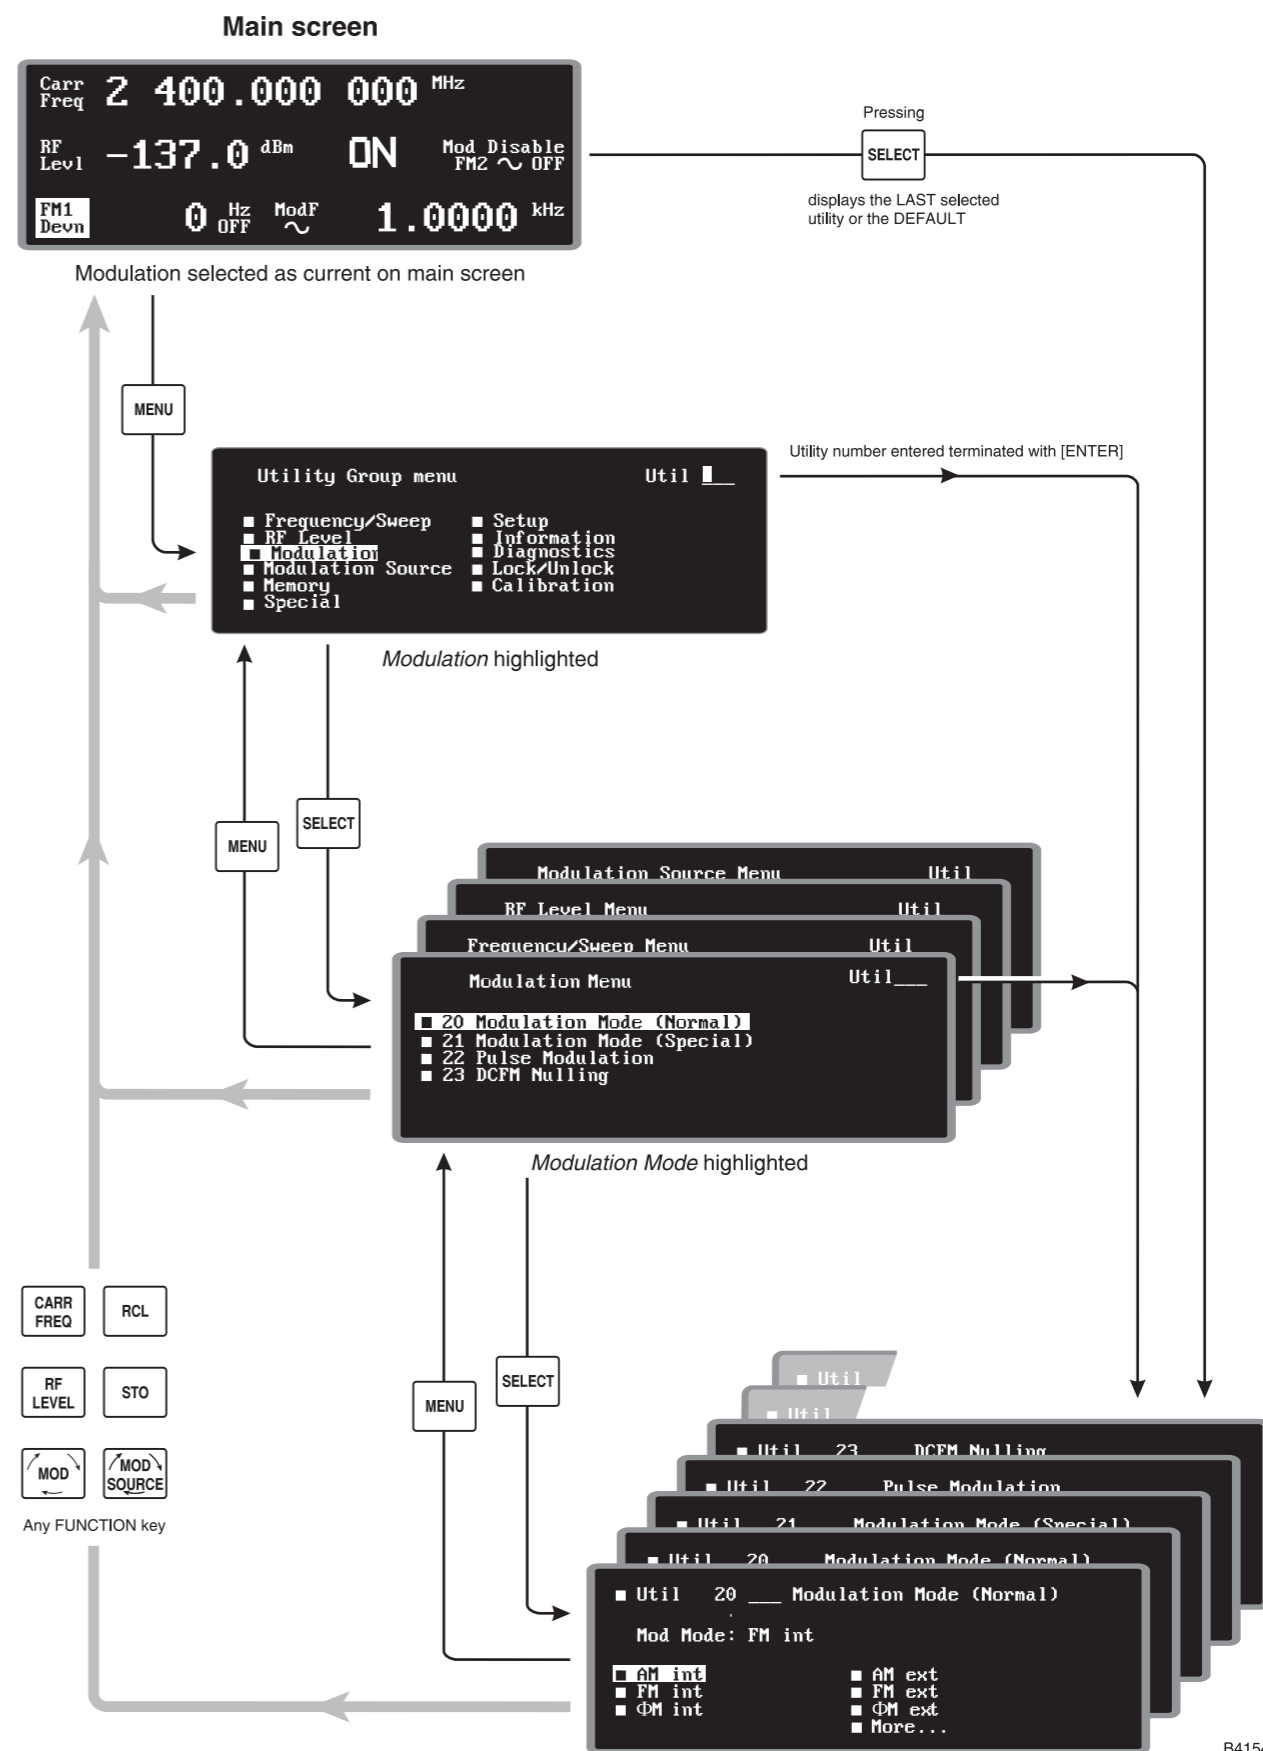 Main screen
Carr Freq 2 400.000 000 MHz
RF Levl -137.0 dBm ON Mod Disable FM2 ∿ OFF
FM1 Devn 0 Hz OFF ModF ∿ 1.0000 kHz
Modulation selected as current on main screen
Pressing
SELECT
displays the LAST selected
utility or the DEFAULT
MENU
Utility Group menu Util ___
■ Frequency/Sweep ■ Setup
■ RF Level ■ Information
■ Modulation ■ Diagnostics
■ Modulation Source ■ Lock/Unlock
■ Memory ■ Calibration
■ Special
Utility number entered terminated with [ENTER]
Modulation highlighted
MENU
SELECT
Modulation Source Menu Util
RF Level Menu Util
Frequency/Sweep Menu Util
Modulation Menu Util___
■ 20 Modulation Mode (Normal)
■ 21 Modulation Mode (Special)
■ 22 Pulse Modulation
■ 23 DCFM Nulling
Modulation Mode highlighted
CARR FREQ
RCL
RF LEVEL
STO
MOD
MOD SOURCE
Any FUNCTION key
MENU
SELECT
■ Util
■ Util
■ Util 23 DCFM Nulling
■ Util 22 Pulse Modulation
■ Util 21 Modulation Mode (Special)
■ Util 20 Modulation Mode (Normal)
■ Util 20 ___ Modulation Mode (Normal)
Mod Mode: FM int
■ AM int ■ AM ext
■ FM int ■ FM ext
■ ΦM int ■ ΦM ext
■ More...
B4154